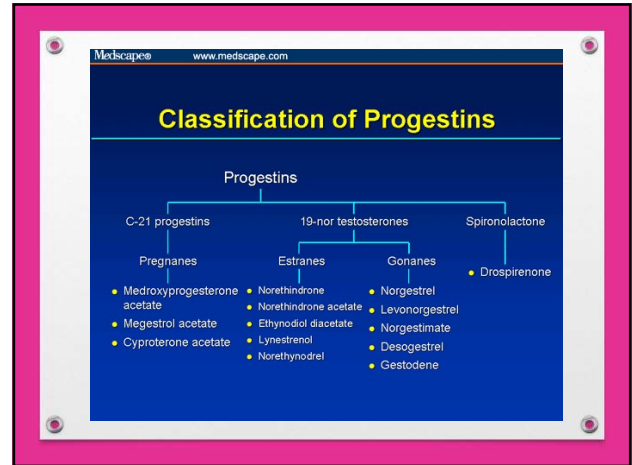 Medscape® www.medscape.com
Classification of Progestins
Progestins
C-21 progestins
19-nor testosterones
Spironolactone
Pregnanes
Estranes
Gonanes
• Drospirenone
• Medroxyprogesterone
acetate
• Megestrol acetate
• Cyproterone acetate
• Norethindrone
• Norethindrone acetate
• Ethynodiol diacetate
• Lynestrenol
• Norethynodrel
• Norgestrel
• Levonorgestrel
• Norgestimate
• Desogestrel
• Gestodene